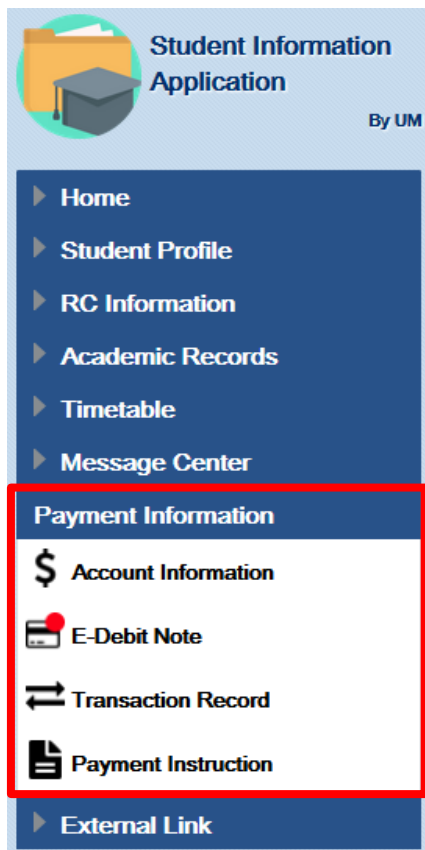 Student Information
Application
By UM
Home
Student Profile
RC Information
Academic Records
Timetable
Message Center
Payment Information
$ Account Information
E-Debit Note
Transaction Record
Payment Instruction
External Link